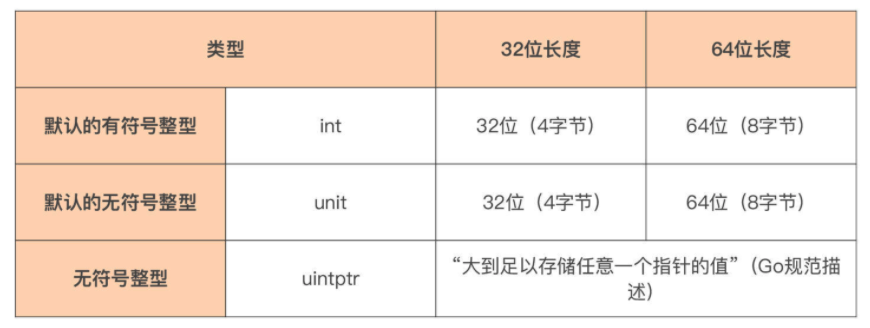 类型 32位长度 64位长度
默认的有符号整型 int 32位（4字节） 64位（8字节）
默认的无符号整型 unit 32位（4字节） 64位（8字节）
无符号整型 uintptr “大到足以存储任意一个指针的值”（Go规范描
述）